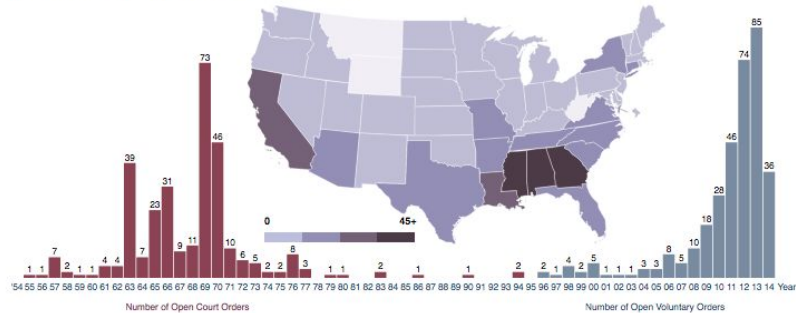 85
73 74
46 46
39 36
31
23 28
0 45+
18
7 7 9 11 10 8 8 10
1 1 2 1 1 4 4 6 5 2 2 3 1 1 2 1 1 2 2 1 4 2 5 1 1 1 3 3 5
'54 55 56 57 58 59 60 61 62 63 64 65 66 67 68 69 70 71 72 73 74 75 76 77 78 79 80 81 82 83 84 85 86 87 88 89 90 91 92 93 94 95 96 97 98 99 00 01 02 03 04 05 06 07 08 09 10 11 12 13 14 Year
Number of Open Court Orders Number of Open Voluntary Orders